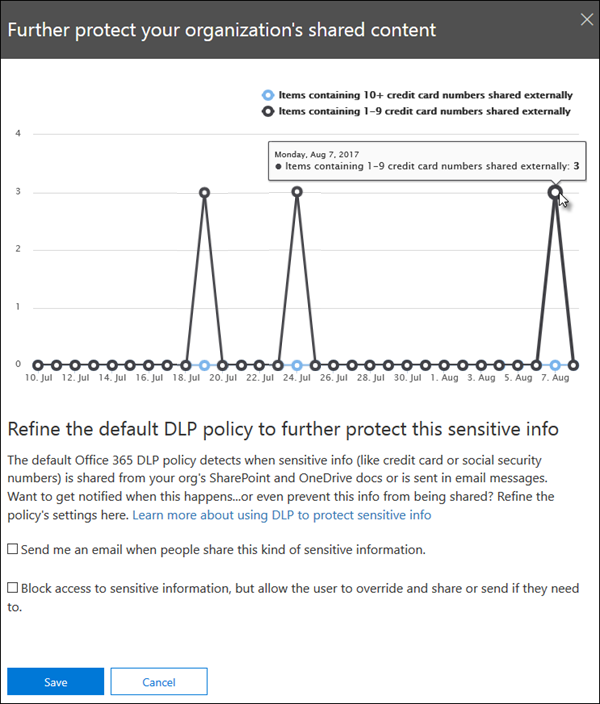 Further protect your organization's shared content
Items containing 10+ credit card numbers shared externally
Items containing 1-9 credit card numbers shared externally
4
Monday, Aug 7, 2017
Items containing 1-9 credit card numbers shared externally: 3
3
2
1
0
10. Jul 12. Jul 14. Jul 16. Jul 18. Jul 20. Jul 22. Jul 24. Jul 26. Jul 28. Jul 30. Jul 1. Aug 3. Aug 5. Aug 7. Aug
Refine the default DLP policy to further protect this sensitive info
The default Office 365 DLP policy detects when sensitive info (like credit card or social security
numbers) is shared from your org's SharePoint and OneDrive docs or is sent in email messages.
Want to get notified when this happens...or even prevent this info from being shared? Refine the
policy's settings here. Learn more about using DLP to protect sensitive info
Send me an email when people share this kind of sensitive information.
Block access to sensitive information, but allow the user to override and share or send if they need
to.
Save Cancel